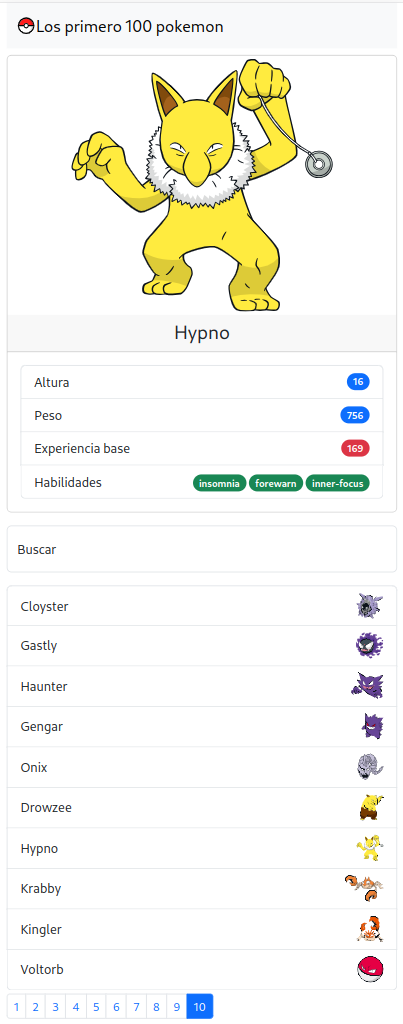 Los primero 100 pokemon
Hypno
Altura 16
Peso 756
Experiencia base 169
Habilidades insomnia forewarn inner-focus
Buscar
Cloyster
Gastly
Haunter
Gengar
Onix
Drowzee
Hypno
Krabby
Kingler
Voltorb
1 2 3 4 5 6 7 8 9 10